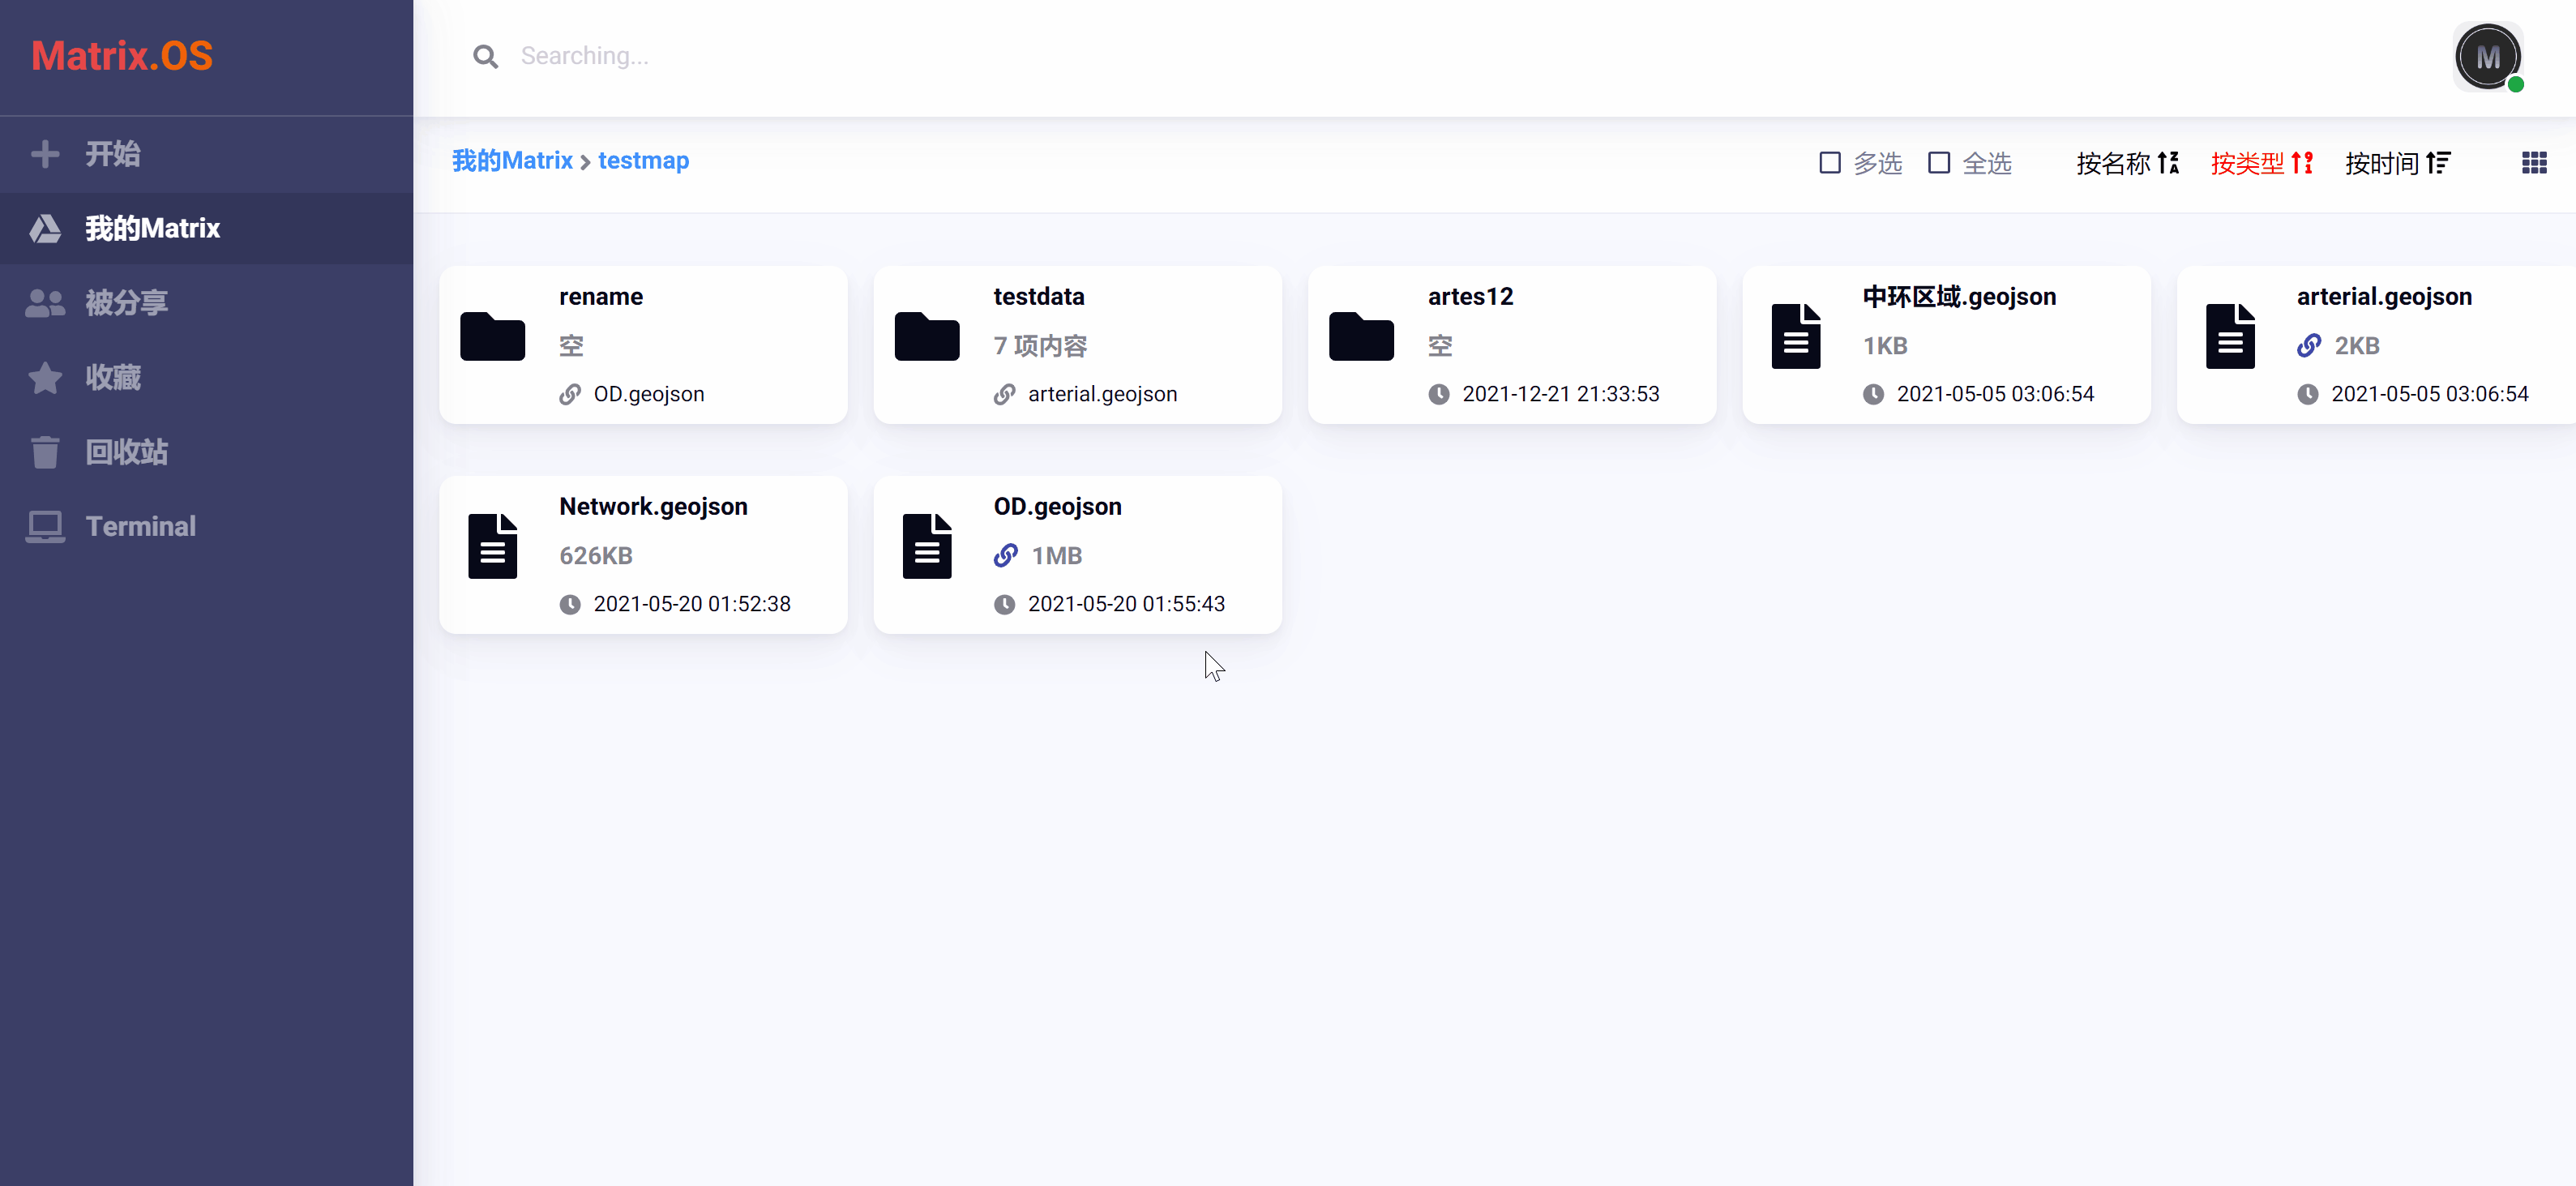 Matrix.OS
Searching...
M
开始
我的Matrix
被分享
收藏
回收站
Terminal
我的Matrix > testmap
多选 全选 按名称 按类型 按时间
rename
空
OD.geojson
testdata
7 项内容
arterial.geojson
artes12
空
2021-12-21 21:33:53
中环区域.geojson
1KB
2021-05-05 03:06:54
arterial.geojson
2KB
2021-05-05 03:06:54
Network.geojson
626KB
2021-05-20 01:52:38
OD.geojson
1MB
2021-05-20 01:55:43